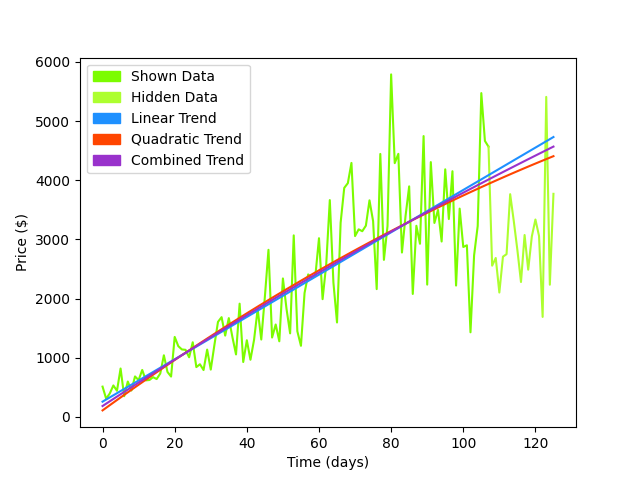 6000
5000
4000
3000
2000
1000
0
Price ($)
Shown Data
Hidden Data
Linear Trend
Quadratic Trend
Combined Trend
0 20 40 60 80 100 120
Time (days)